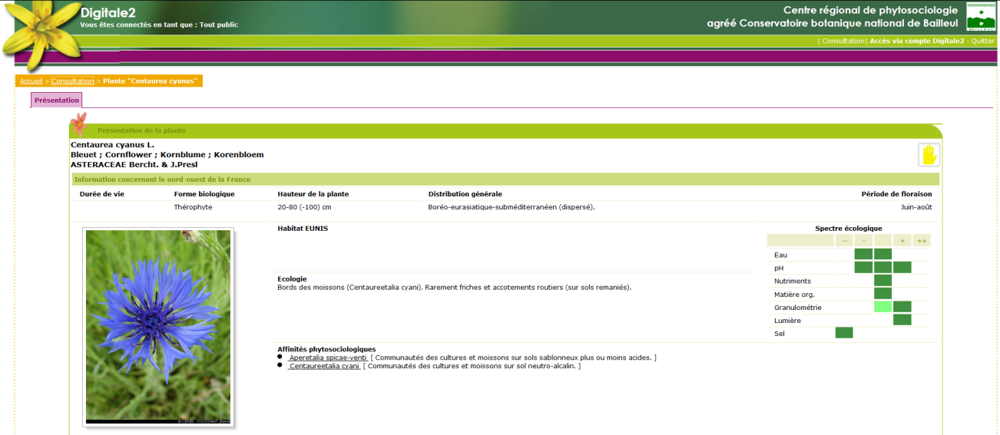 Digitale2
Vous êtes connectés en tant que : Tout public
Centre régional de phytosociologie
agréé Conservatoire botanique national de Bailleul
BAILLEUL
| Consultation| Accès via compte Digitale2 - Quitter
Accueil > Consultation > Plante "Centaurea cyanus"
Présentation
Présentation de la plante
Centaurea cyanus L.
Bleuet ; Cornflower ; Kornblume ; Korenbloem
ASTERACEAE Bercht. & J.Presl
Information concernant le nord-ouest de la France
Durée de vie Forme biologique Hauteur de la plante Distribution générale Période de floraison
Thérophyte 20-80 (-100) cm Boréo-eurasiatique-subméditerranéen (dispersé). Juin-août
Habitat EUNIS
Ecologie
Bords des moissons (Centaureetalia cyani). Rarement friches et accotements routiers (sur sols remaniés).
Affinités phytosociologiques
Aperetalia spicae-venti [ Communautés des cultures et moissons sur sols sablonneux plus ou moins acides. ]
Centaureetalia cyani [ Communautés des cultures et moissons sur sol neutro-alcalin. ]
Spectre écologique
-- - + ++
Eau
pH
Nutriments
Matière org.
Granulométrie
Lumière
Sel